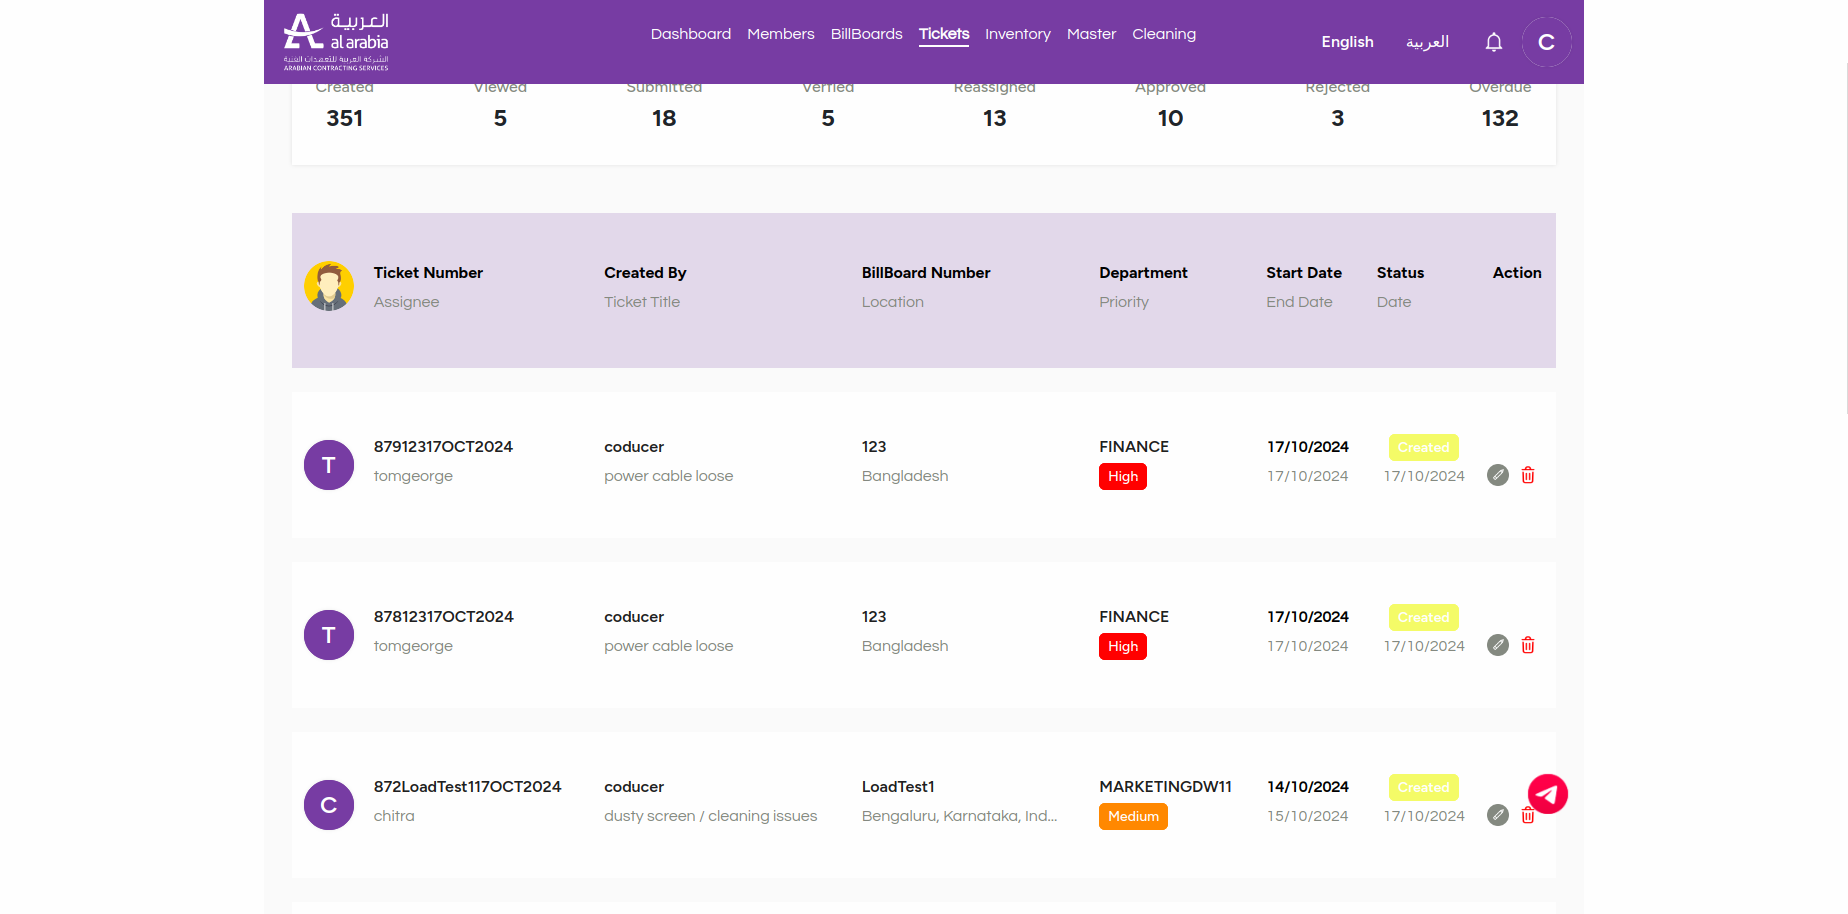 العربية
al arabia
الشركة العربية للتعهدات الفنية
ARABIAN CONTRACTING SERVICES
Dashboard Members BillBoards Tickets Inventory Master Cleaning
English العربية C
Created Viewed Submitted Verfied Reassigned Approved Rejected Overdue
351 5 18 5 13 10 3 132
Ticket Number Created By BillBoard Number Department Start Date Status Action
Assignee Ticket Title Location Priority End Date Date
T
87912317OCT2024 coducer 123 FINANCE 17/10/2024 Created
tomgeorge power cable loose Bangladesh High 17/10/2024 17/10/2024
T
87812317OCT2024 coducer 123 FINANCE 17/10/2024 Created
tomgeorge power cable loose Bangladesh High 17/10/2024 17/10/2024
C
872LoadTest117OCT2024 coducer LoadTest1 MARKETINGDW11 14/10/2024 Created
chitra dusty screen / cleaning issues Bengaluru, Karnataka, Ind... Medium 15/10/2024 17/10/2024